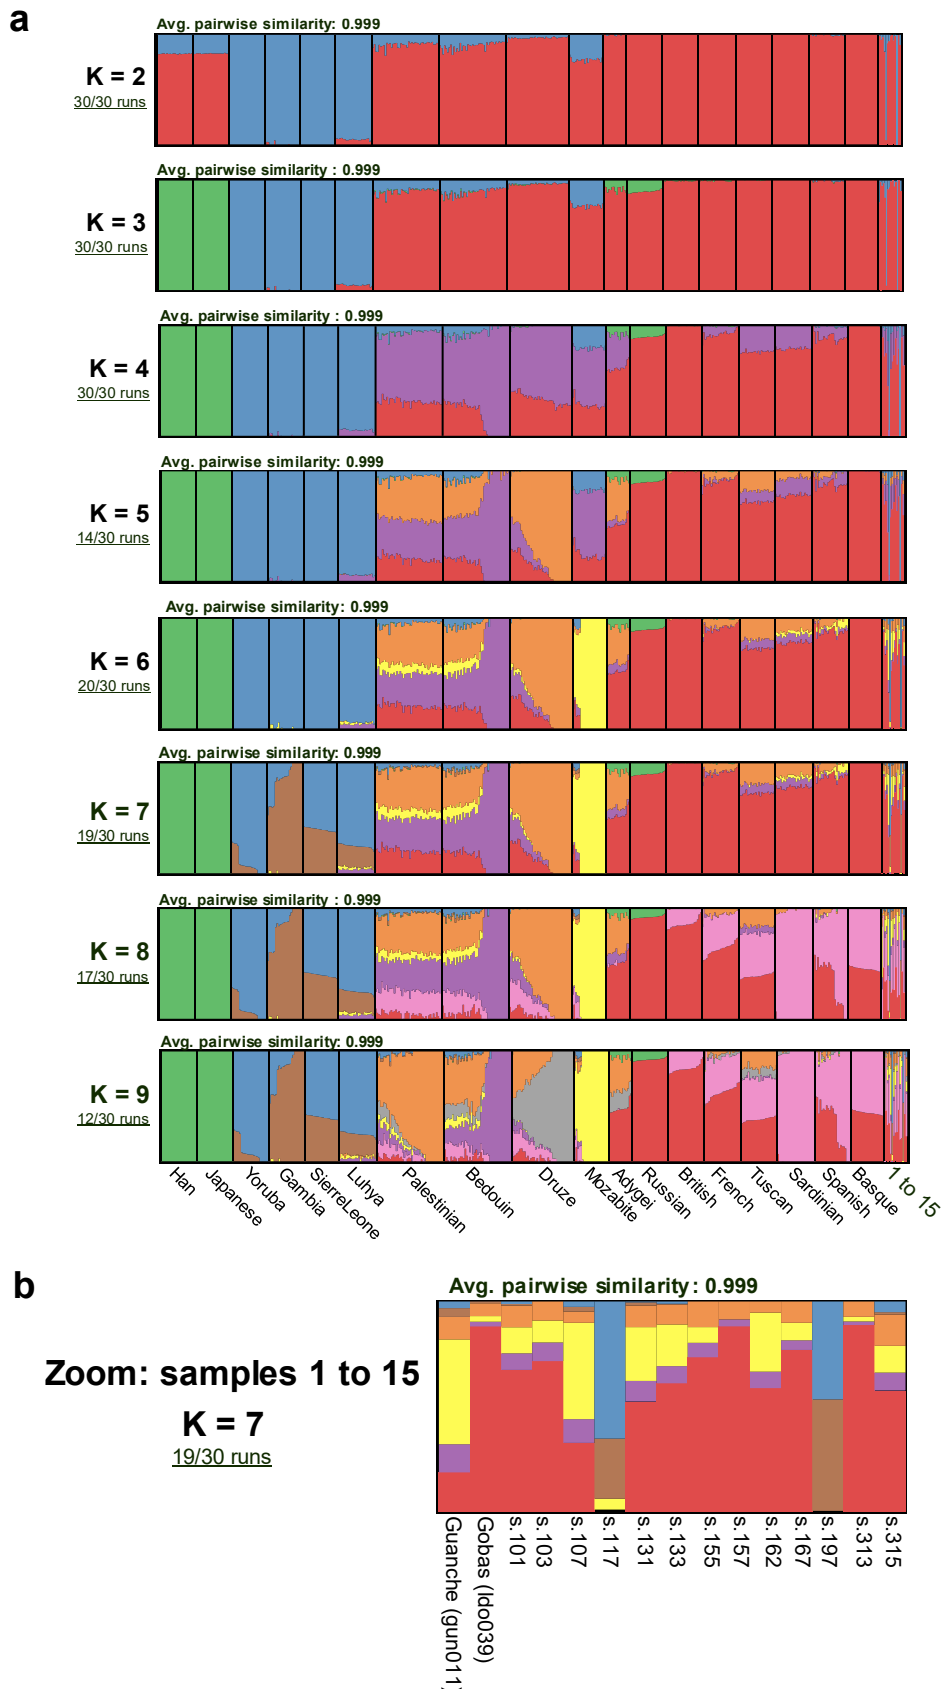 a
Avg. pairwise similarity: 0.999
K = 2
30/30 runs
Avg. pairwise similarity : 0.999
K = 3
30/30 runs
Avg. pairwise similarity : 0.999
K = 4
30/30 runs
Avg. pairwise similarity: 0.999
K = 5
14/30 runs
Avg. pairwise similarity: 0.999
K = 6
20/30 runs
Avg. pairwise similarity: 0.999
K = 7
19/30 runs
Avg. pairwise similarity : 0.999
K = 8
17/30 runs
Avg. pairwise similarity: 0.999
K = 9
12/30 runs
Han
Japanese
Yoruba
Gambia
SierreLeone
Luhya
Palestinian
Bedouin
Druze
Mozabite
Adygei
Russian
British
French
Tuscan
Sardinian
Spanish
Basque
1 to 15
b
Avg. pairwise similarity: 0.999
Zoom: samples 1 to 15
K = 7
19/30 runs
Guanche (gun011)
Gobas (ldo039)
s.101
s.103
s.107
s.117
s.131
s.133
s.155
s.157
s.162
s.167
s.197
s.313
s.315